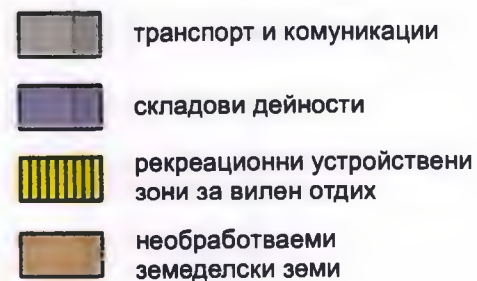 транспорт и комуникации
складови дейности
рекреационни устройствени
зони за вилен отдих
необработваеми
земеделски земи